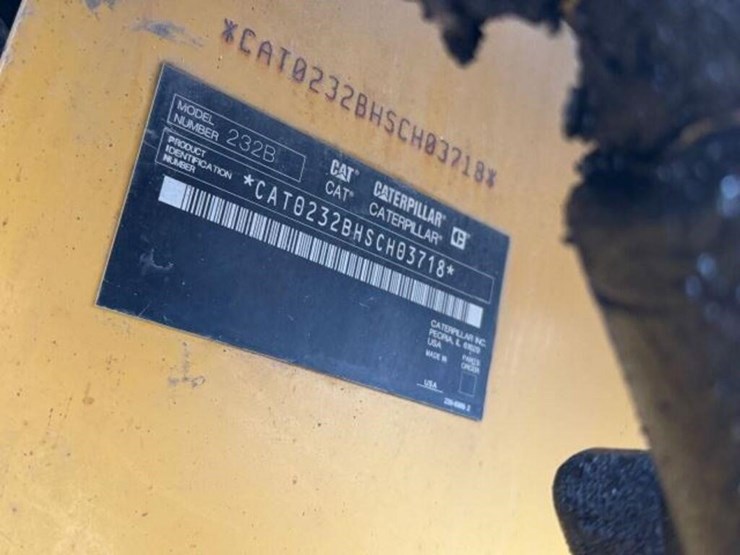 *CAT0232BHSCH03718*
MODEL NUMBER 232B
CAT® CATERPILLAR®
CAT® CATERPILLAR®
PRODUCT IDENTIFICATION NUMBER
*CAT0232BHSCH03718*
CATERPILLAR INC.
PEORIA, IL
USA
MADE IN
USA